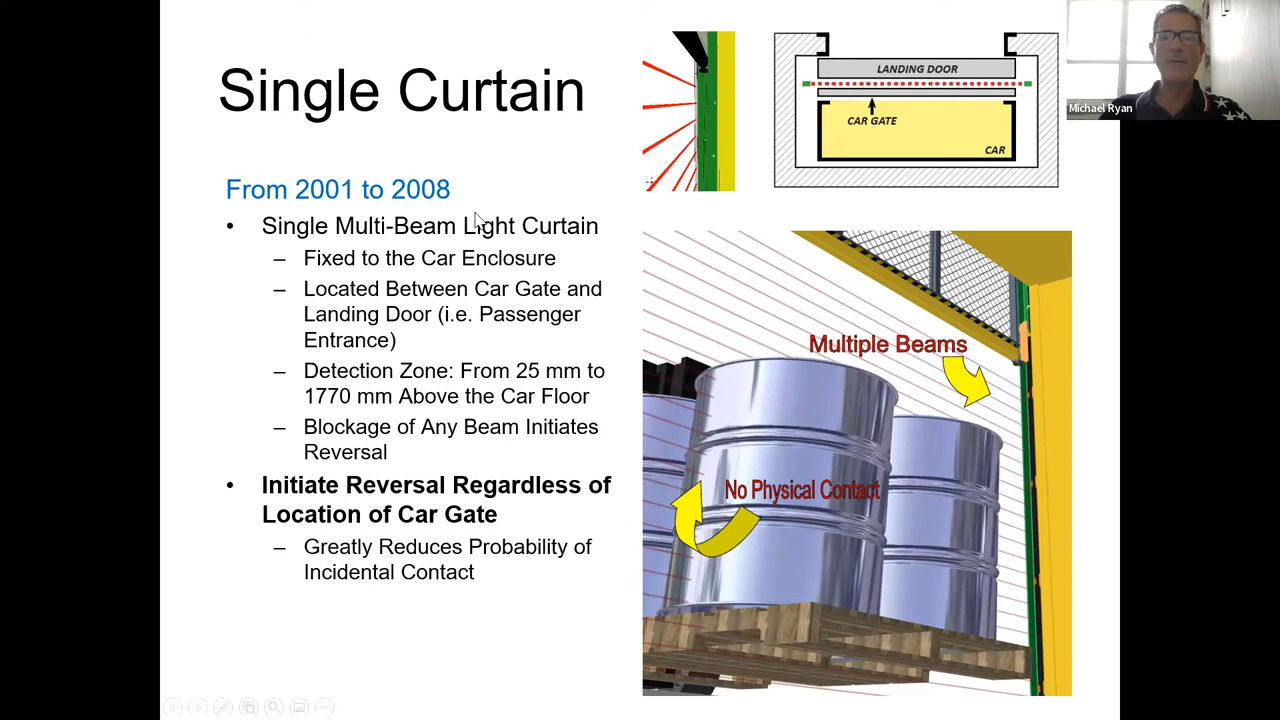 Single Curtain
From 2001 to 2008
• Single Multi-Beam Light Curtain
– Fixed to the Car Enclosure
– Located Between Car Gate and
Landing Door (i.e. Passenger
Entrance)
– Detection Zone: From 25 mm to
1770 mm Above the Car Floor
– Blockage of Any Beam Initiates
Reversal
• Initiate Reversal Regardless of
Location of Car Gate
– Greatly Reduces Probability of
Incidental Contact
LANDING DOOR
CAR GATE
CAR
Multiple Beams
No Physical Contact
Michael Ryan